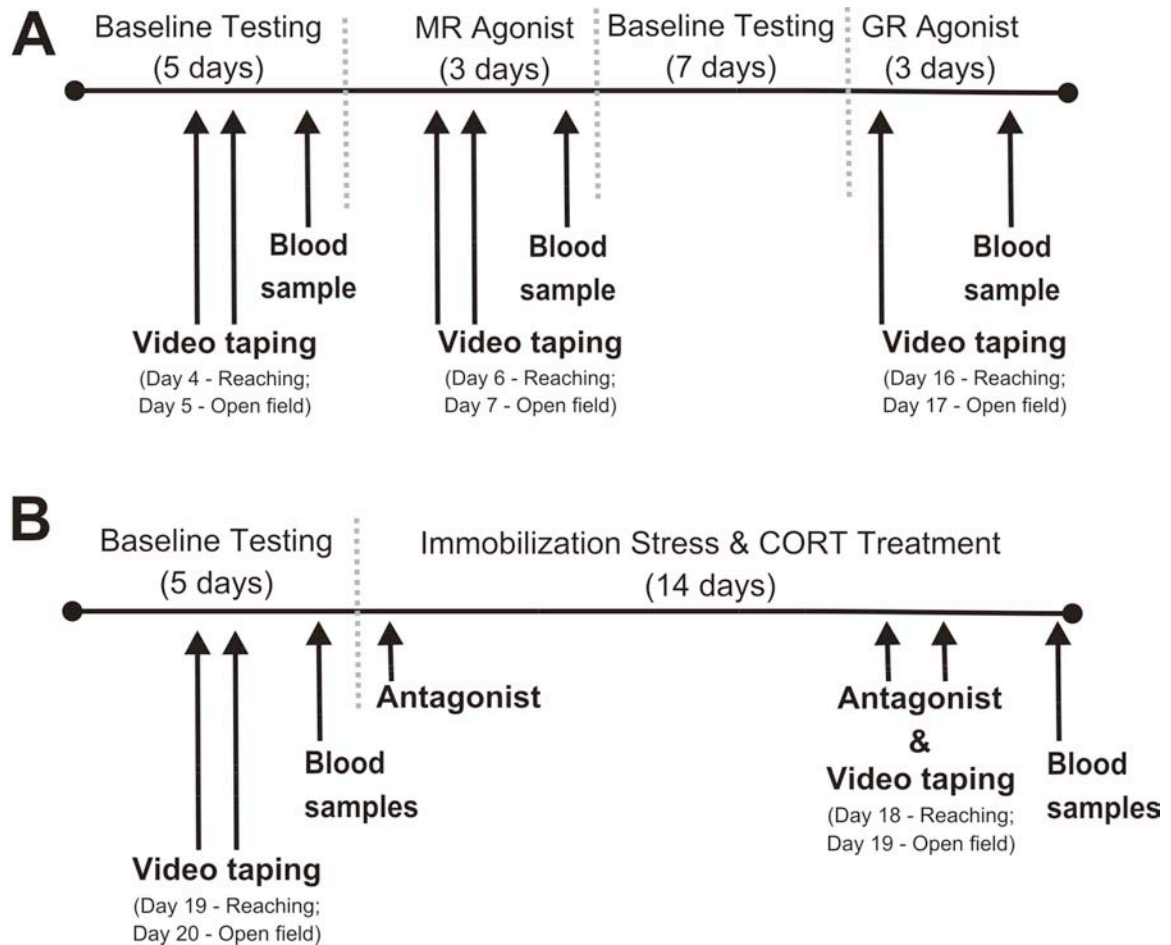 A
Baseline Testing
(5 days)
MR Agonist
(3 days)
Baseline Testing
(7 days)
GR Agonist
(3 days)
Blood
sample
Blood
sample
Blood
sample
Video taping
(Day 4 - Reaching;
Day 5 - Open field)
Video taping
(Day 6 - Reaching;
Day 7 - Open field)
Video taping
(Day 16 - Reaching;
Day 17 - Open field)
B
Baseline Testing
(5 days)
Immobilization Stress & CORT Treatment
(14 days)
Antagonist
Blood
samples
Video taping
(Day 19 - Reaching;
Day 20 - Open field)
Antagonist
&
Video taping
(Day 18 - Reaching;
Day 19 - Open field)
Blood
samples